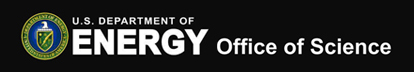 U.S. DEPARTMENT OF
ENERGY Office of Science